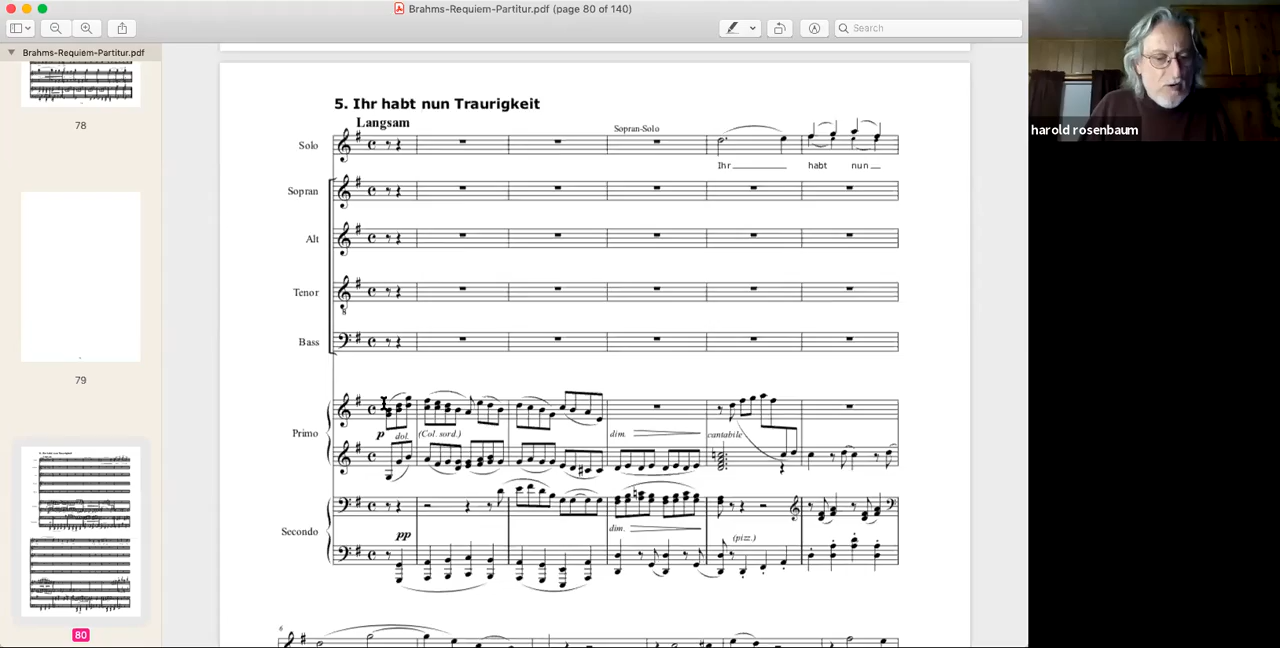 Brahms-Requiem-Partitur.pdf (page 80 of 140)
Search
Brahms-Requiem-Partitur.pdf
78
79
80
harold rosenbaum
5. Ihr habt nun Traurigkeit
Langsam
Sopran-Solo
Solo
Ihr habt nun
Sopran
Alt
Tenor
8
Bass
Primo
p dol. (Col. sord.) dim. cantabile
Secondo
pp dim. (pizz.)
6